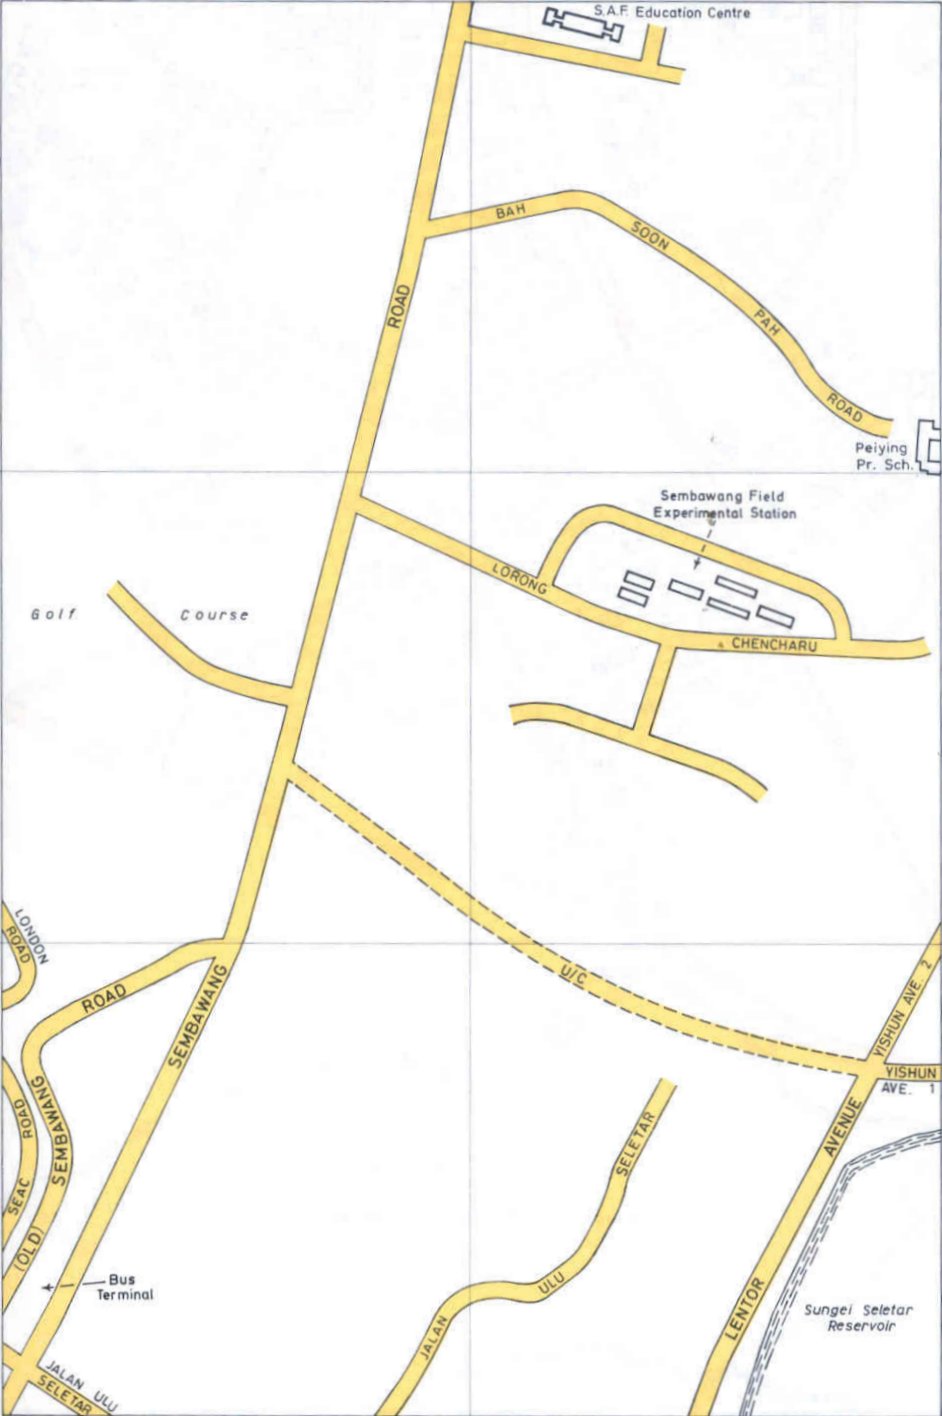 S.A.F. Education Centre
BAH
SOON
PAH
ROAD
ROAD
Peiying
Pr. Sch.
Sembawang Field
Experimental Station
LORONG
CHENCHARU
Golf Course
LONDON
ROAD
U/C
YISHUN AVE. 2
YISHUN
AVE. 1
ROAD
SEMBAWANG
SEMBAWANG
(OLD)
SEAC ROAD
SELETAR
ULU
JALAN
AVENUE
LENTOR
Bus
Terminal
Sungei Seletar
Reservoir
JALAN ULU
SELETAR